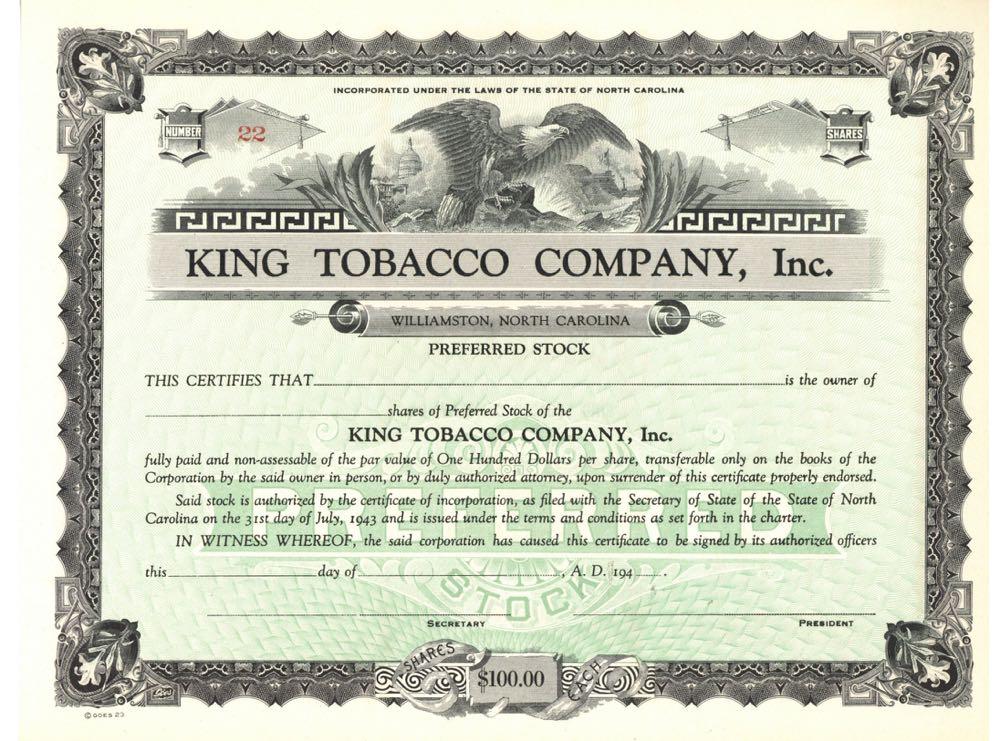 INCORPORATED UNDER THE LAWS OF THE STATE OF NORTH CAROLINA
NUMBER 22 SHARES
KING TOBACCO COMPANY, Inc.
WILLIAMSTON, NORTH CAROLINA
PREFERRED STOCK
THIS CERTIFIES THAT is the owner of
shares of Preferred Stock of the
KING TOBACCO COMPANY, Inc.
fully paid and non-assessable of the par value of One Hundred Dollars per share, transferable only on the books of the
Corporation by the said owner in person, or by duly authorized attorney, upon surrender of this certificate properly endorsed.
Said stock is authorized by the certificate of incorporation, as filed with the Secretary of State of the State of North
Carolina on the 31st day of July, 1943 and is issued under the terms and conditions as set forth in the charter.
PREFERRED
IN WITNESS WHEREOF, the said corporation has caused this certificate to be signed by its authorized officers
this day of , A. D. 194 .
STOCK
SECRETARY PRESIDENT
SHARES $100.00 EACH
Goes
© GOES 23